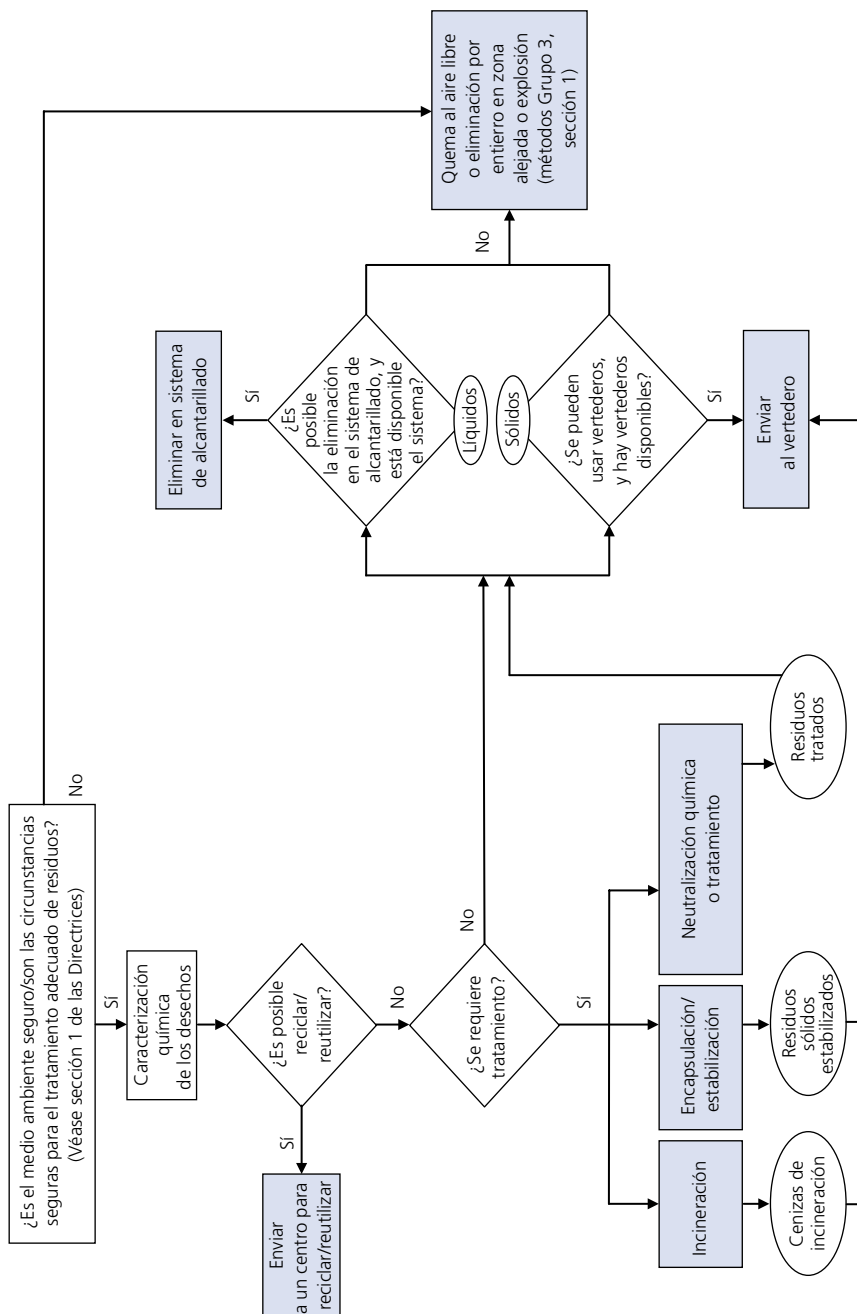 ¿Es el medio ambiente seguro/son las circunstancias
seguras para el tratamiento adecuado de residuos?
(Véase sección 1 de las Directrices)
No
Sí
Caracterización
química
de los desechos
¿Es posible
reciclar/
reutilizar?
Sí
Enviar
a un centro para
reciclar/reutilizar
No
¿Se requiere
tratamiento?
No
Sí
Incineración
Encapsulación/
estabilización
Neutralización química
o tratamiento
Cenizas de
incineración
Residuos
sólidos
estabilizados
Residuos
tratados
Eliminar en sistema
de alcantarillado
Sí
¿Es
posible
la eliminación
en el sistema de
alcantarillado, y
está disponible
el sistema?
Líquidos
Sólidos
¿Se pueden
usar vertederos,
y hay vertederos
disponibles?
Sí
Enviar
al vertedero
No
Quema al aire libre
o eliminación por
entierro en zona
alejada o explosión
(métodos Grupo 3,
sección 1)